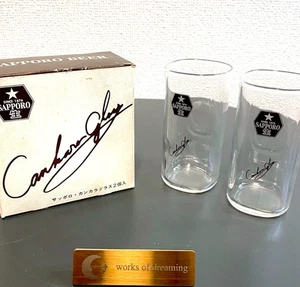 SAPPORO BEER
SINCE 1876
SAPPORO
Cankara glass
サッポロ・カンカラグラス2個入
SAPPORO
SAPPORO
works of dreaming